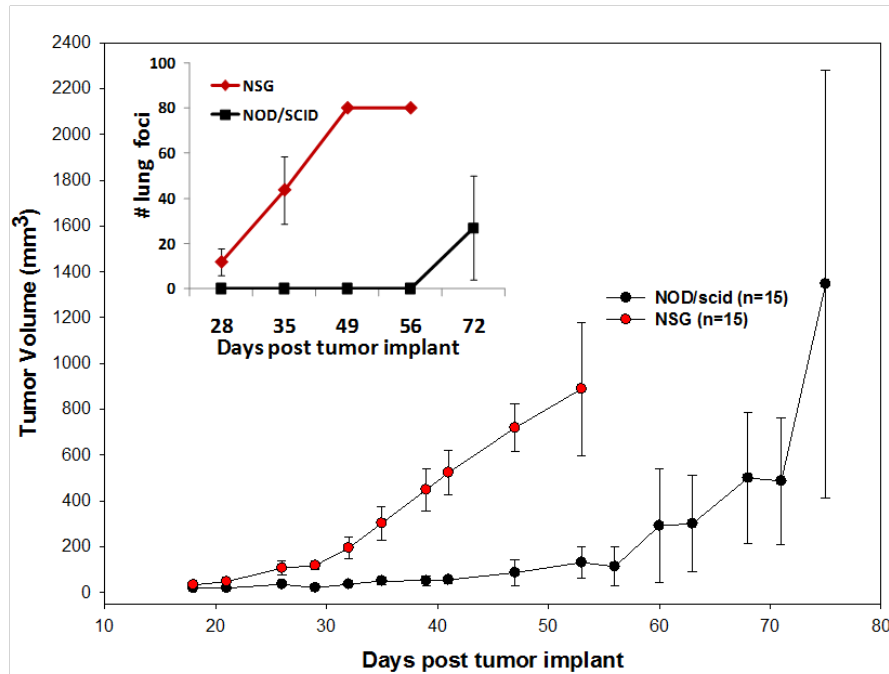 2400
2200
2000
1800
1600
1400
1200
1000
800
600
400
200
0
Tumor Volume (mm3)
100
80
60
40
20
0
# lung foci
NSG
NOD/SCID
28 35 49 56 72
Days post tumor implant
NOD/scid (n=15)
NSG (n=15)
10 20 30 40 50 60 70 80
Days post tumor implant